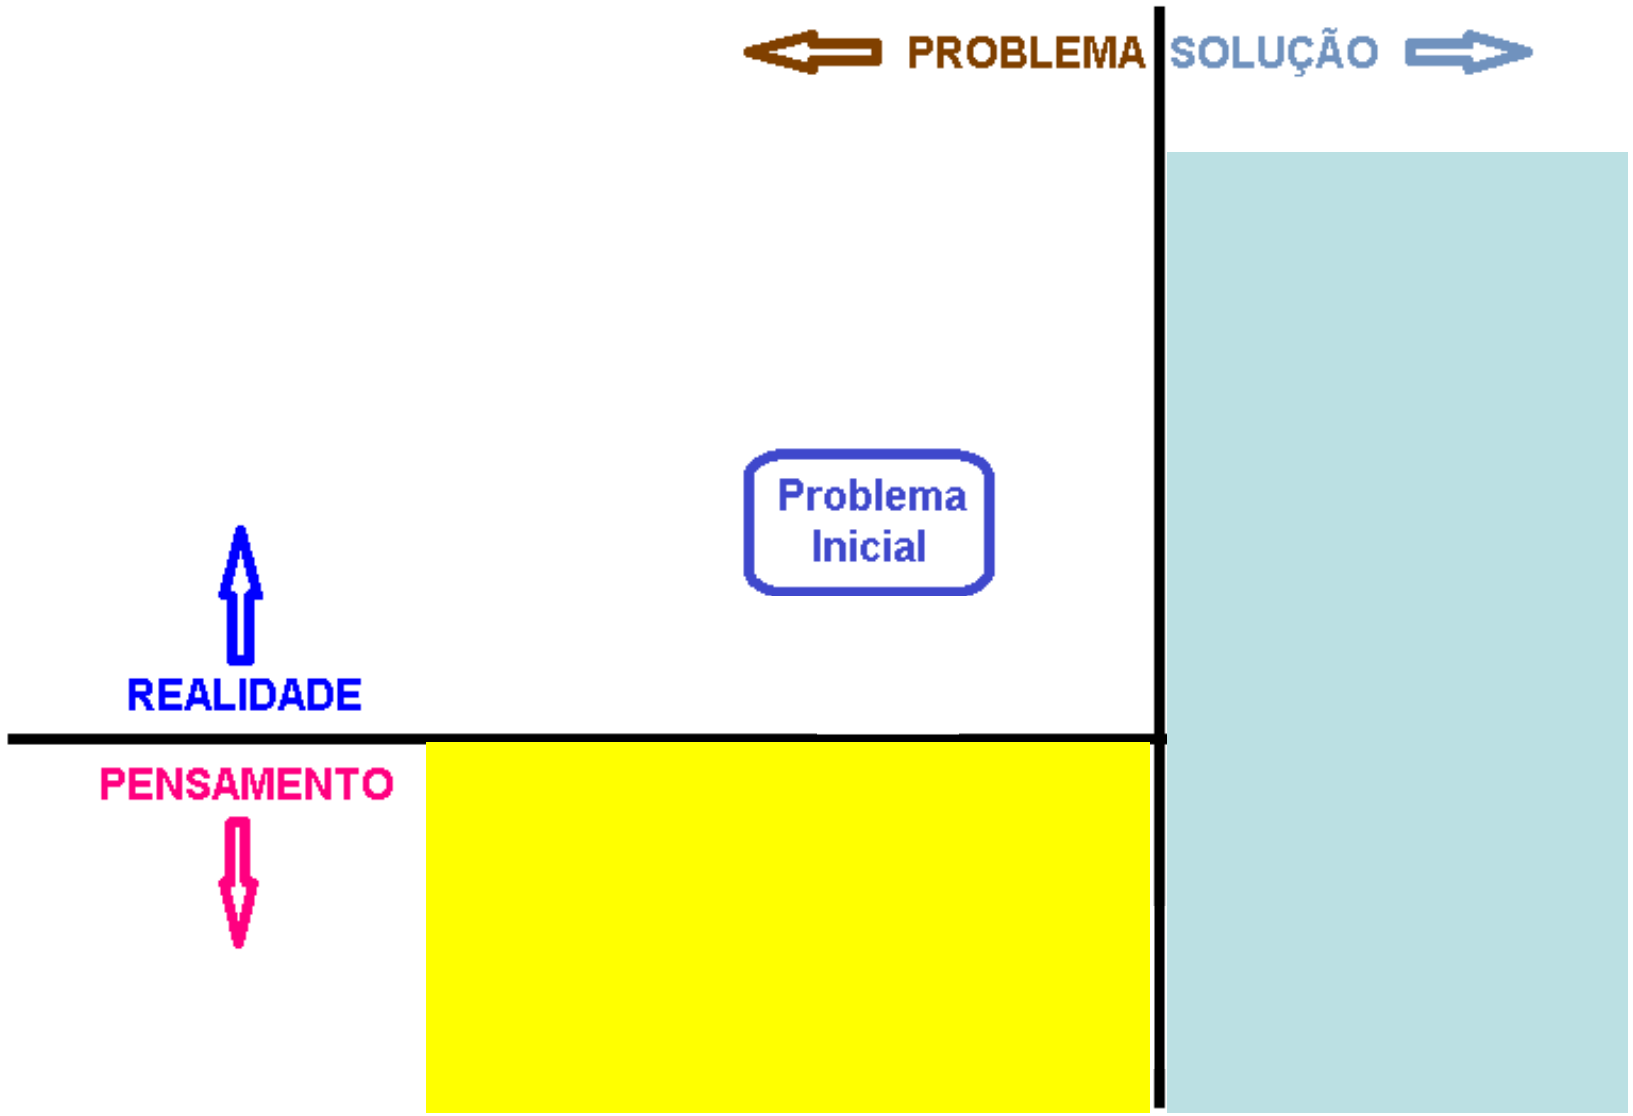 PROBLEMA SOLUÇÃO
Problema
Inicial
REALIDADE
PENSAMENTO